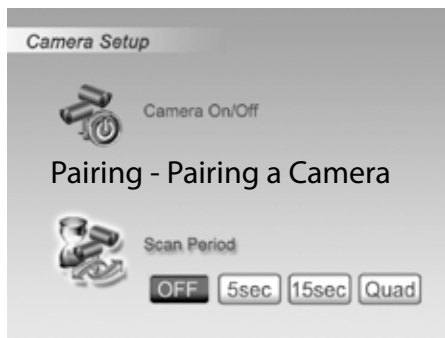 Camera Setup
Camera On/Off
Pairing - Pairing a Camera
Scan Period
OFF 5sec 15sec Quad